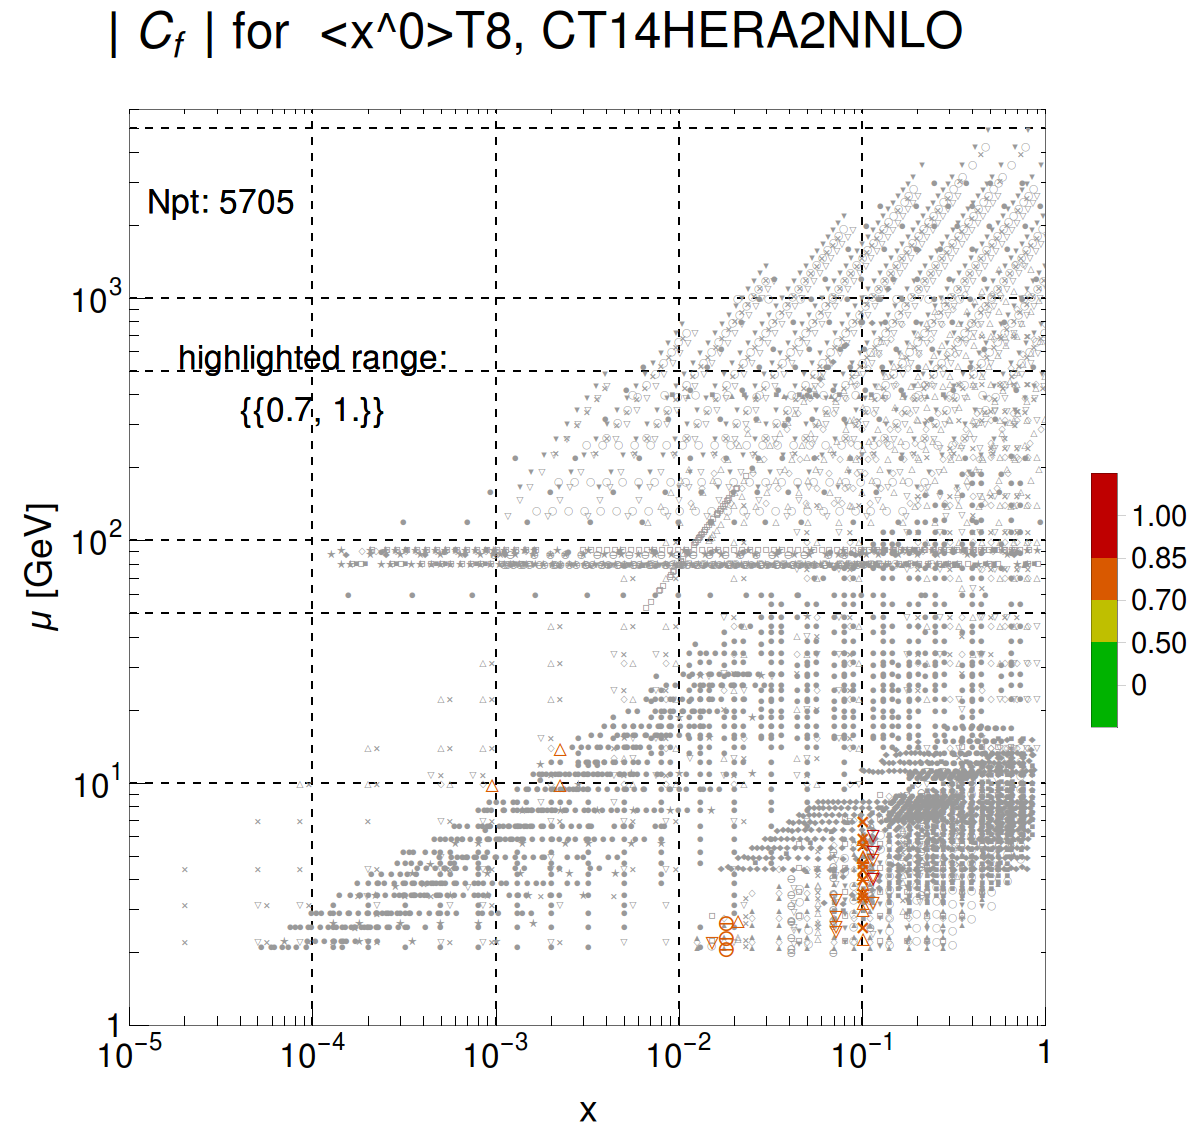 | C_f | for <x^0>T8, CT14HERA2NNLO
Npt: 5705
highlighted range:
{{0.7, 1.}}
μ [GeV]
10^3
10^2
10^1
1
10^−5 10^−4 10^−3 10^−2 10^−1 1
x
1.00
0.85
0.70
0.50
0